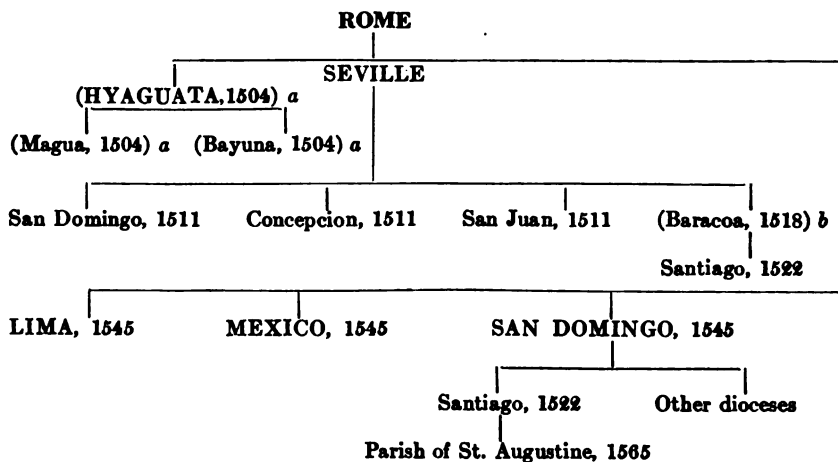 ROME
SEVILLE
(HYAGUATA, 1504) a
(Magua, 1504) a (Bayuna, 1504) a
San Domingo, 1511 Concepcion, 1511 San Juan, 1511 (Baracoa, 1518) b
Santiago, 1522
LIMA, 1545 MEXICO, 1545 SAN DOMINGO, 1545
Santiago, 1522 Other dioceses
Parish of St. Augustine, 1565